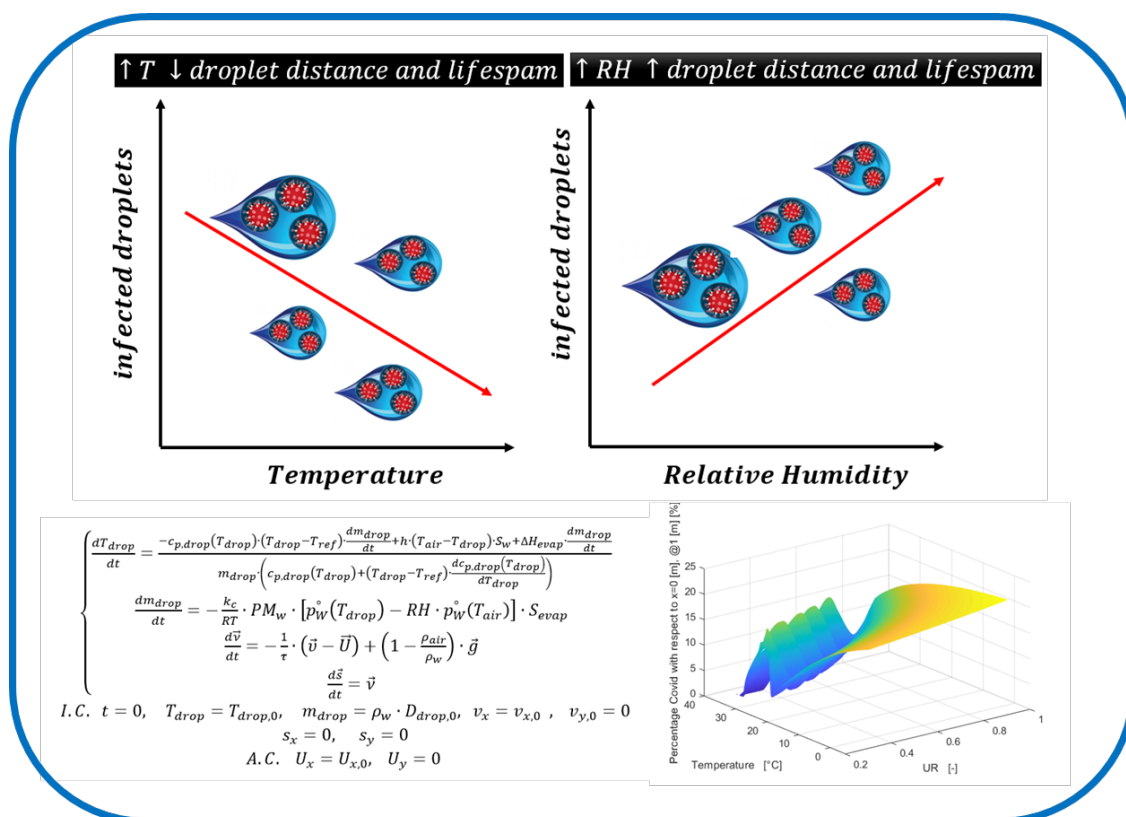 ↑ T ↓ droplet distance and lifespam
↑ RH ↑ droplet distance and lifespam
infected droplets
Temperature
infected droplets
Relative Humidity
dT_drop/dt = (−c_p,drop(T_drop)·(T_drop−T_ref)·dm_drop/dt+h·(T_air−T_drop)·S_w+ΔH_evap·dm_drop/dt)/(m_drop·(c_p,drop(T_drop)+(T_drop−T_ref)·dc_p,drop(T_drop)/dT_drop))
dm_drop/dt = −k_c/RT · PM_w · [p°_W(T_drop) − RH · p°_W(T_air)] · S_evap
dv⃗/dt = −1/τ · (v⃗ − U⃗) + (1 − ρ_air/ρ_w) · g⃗
ds⃗/dt = v⃗
I.C. t = 0, T_drop = T_drop,0, m_drop = ρ_w · D_drop,0, v_x = v_x,0 , v_y,0 = 0
s_x = 0, s_y = 0
A.C. U_x = U_x,0, U_y = 0
Percentage Covid with respect to x=0 [m]. @1 [m] [%]
25
20
15
10
5
0
40
30
20
10
0
Temperature [°C]
0.2
0.4
0.6
0.8
1
UR [-]